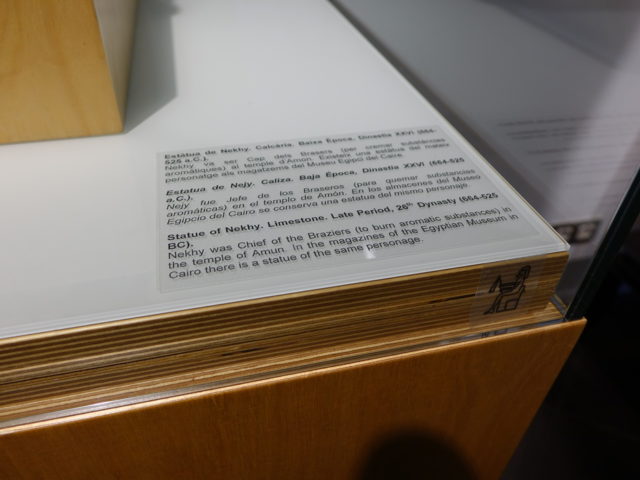 Estàtua de Nekhy. Calcària. Baixa Època. Dinastia XXVI (664-
525 a.C.).
Nekhy va ser Cap dels Brasers (per cremar substàncies
aromàtiques) al temple d'Amon. Existeix una estàtua del mateix
personatge als magatzems del Museu Egipci del Caire.
Estatua de Nejy. Caliza. Baja Época, Dinastía XXVI (664-525
a.C.).
Nejy fue Jefe de los Braseros (para quemar substancias
aromáticas) en el templo de Amón. En los almacenes del Museo
Egipcio del Cairo se conserva una estatua del mismo personaje.
Statue of Nekhy. Limestone. Late Period, 26th Dynasty (664-525
BC).
Nekhy was Chief of the Braziers (to burn aromatic substances) in
the temple of Amun. In the magazines of the Egyptian Museum in
Cairo there is a statue of the same personage.